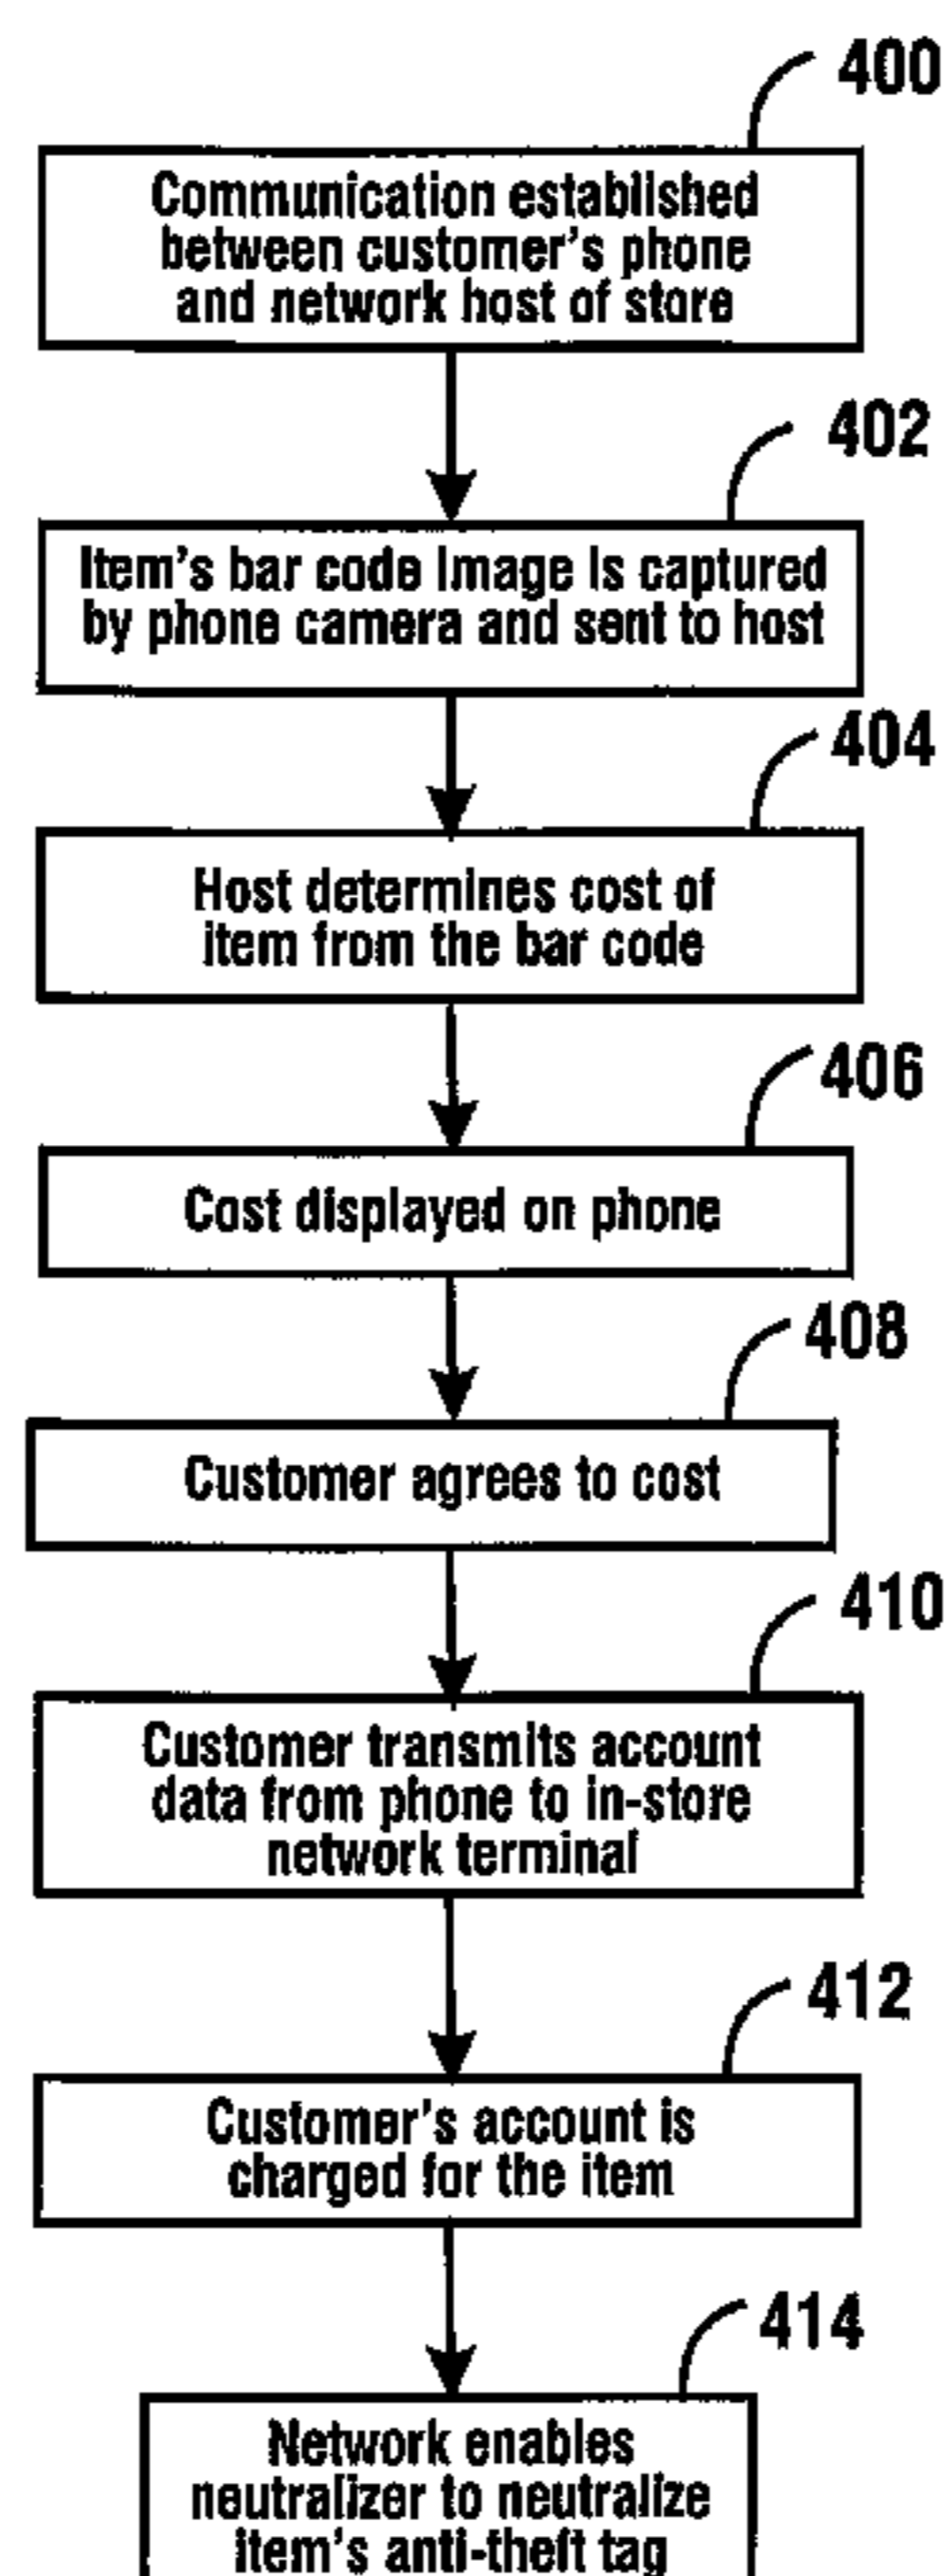 400
Communication established
between customer's phone
and network host of store
402
Item's bar code image is captured
by phone camera and sent to host
404
Host determines cost of
item from the bar code
406
Cost displayed on phone
408
Customer agrees to cost
410
Customer transmits account
data from phone to in-store
network terminal
412
Customer's account is
charged for the item
414
Network enables
neutralizer to neutralize
item's anti-theft tag